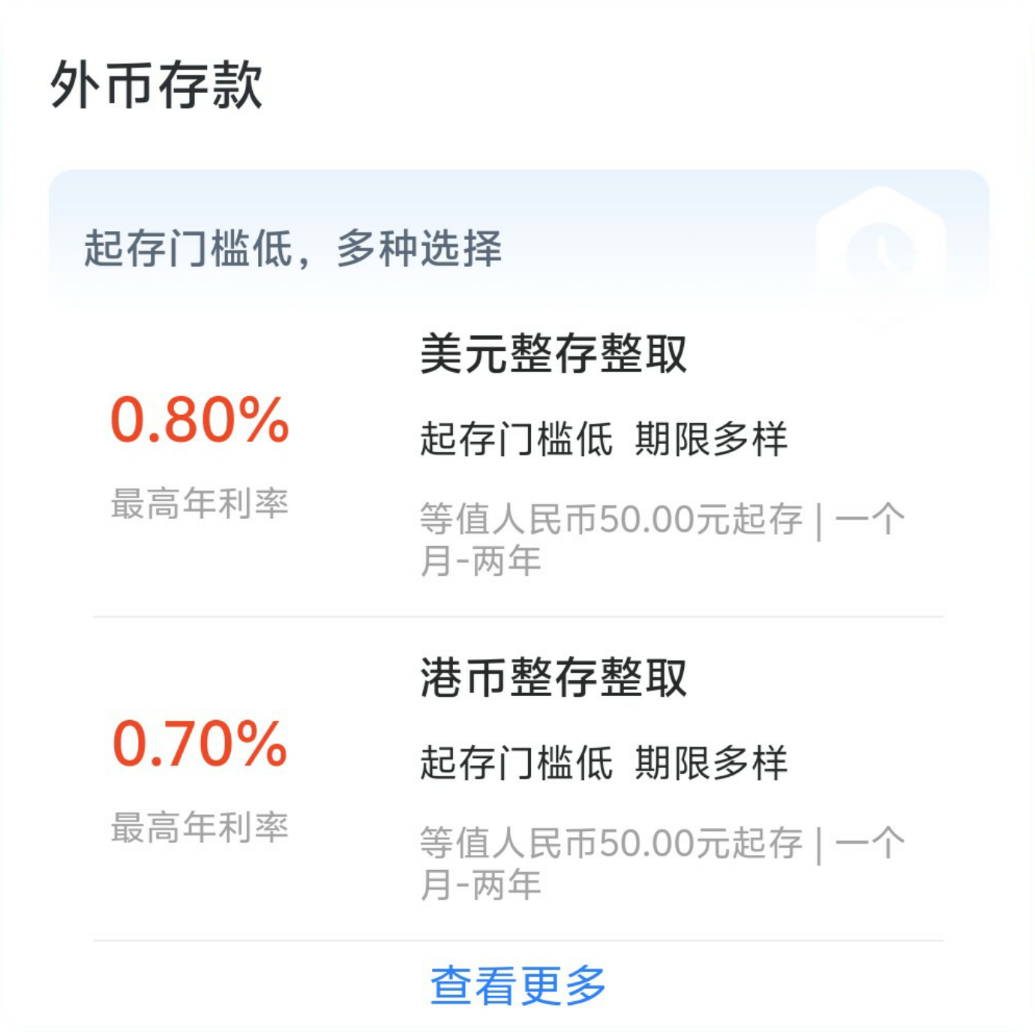 外币存款
起存门槛低，多种选择
美元整存整取
0.80%
起存门槛低 期限多样
最高年利率
等值人民币50.00元起存 | 一个
月-两年
港币整存整取
0.70%
起存门槛低 期限多样
最高年利率
等值人民币50.00元起存 | 一个
月-两年
查看更多